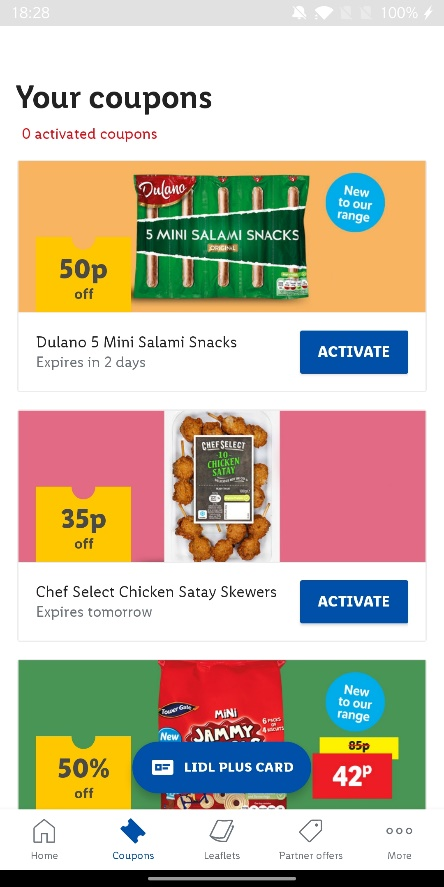 18:28
100%
Your coupons
0 activated coupons
Dulano
5 MINI SALAMI SNACKS
ORIGINAL
New
to our
range
50p
off
Dulano 5 Mini Salami Snacks
Expires in 2 days
ACTIVATE
CHEF SELECT
10
CHICKEN
SATAY
35p
off
Chef Select Chicken Satay Skewers
Expires tomorrow
ACTIVATE
Tower Gate
New
MINI
JAMMY
6 PACKS
New
to our
range
85p
42p
50%
off
LIDL PLUS CARD
Home
Coupons
Leaflets
Partner offers
More